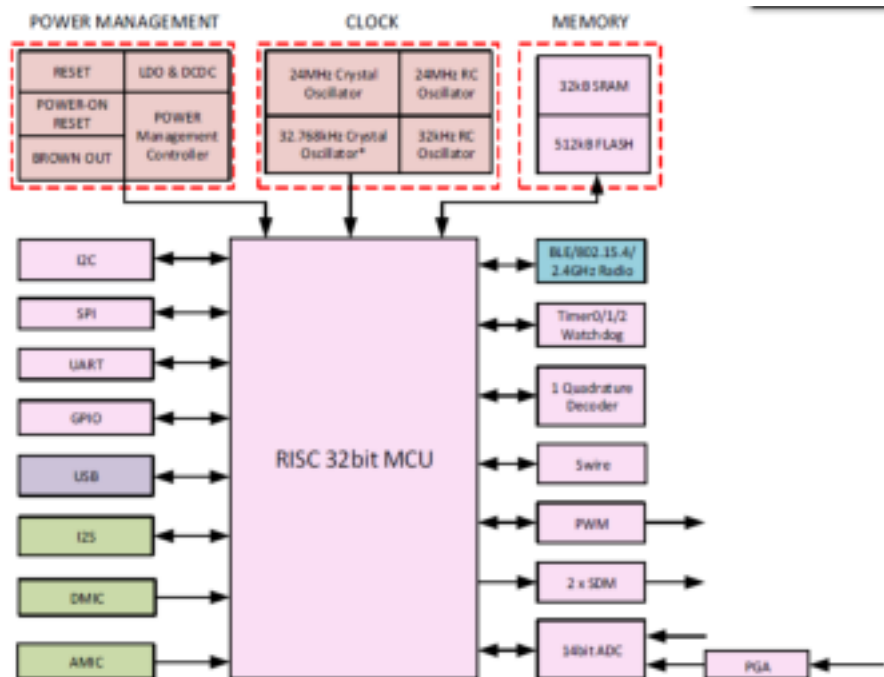 POWER MANAGEMENT
CLOCK
MEMORY
RESET
LDO & DCDC
POWER-ON
RESET
POWER
Management
Controller
BROWN OUT
24MHz Crystal
Oscillator
24MHz RC
Oscillator
32.768kHz Crystal
Oscillator*
32kHz RC
Oscillator
32kB SRAM
512kB FLASH
I2C
SPI
UART
GPIO
USB
I2S
DMIC
AMIC
RISC 32bit MCU
BLE/802.15.4/
2.4GHz Radio
Timer0/1/2
Watchdog
1 Quadrature
Decoder
Swire
PWM
2 x SDM
14bit ADC
PGA